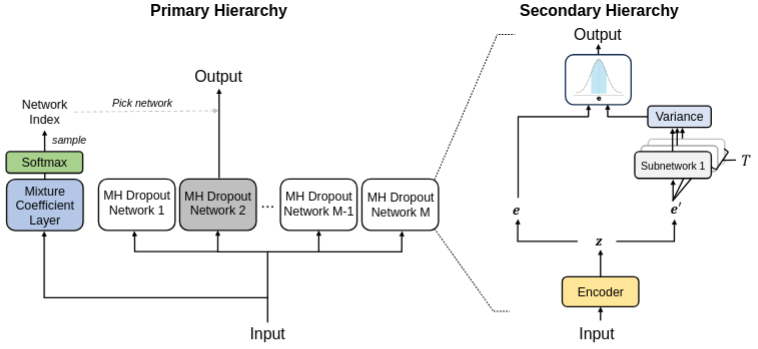 Primary Hierarchy
Output
Network
Index
Pick network
sample
Softmax
Mixture
Coefficient
Layer
MH Dropout
Network 1
MH Dropout
Network 2
...
MH Dropout
Network M-1
MH Dropout
Network M
Input
Secondary Hierarchy
Output
e
Variance
Subnetwork 1
T
e
e'
z
Encoder
Input